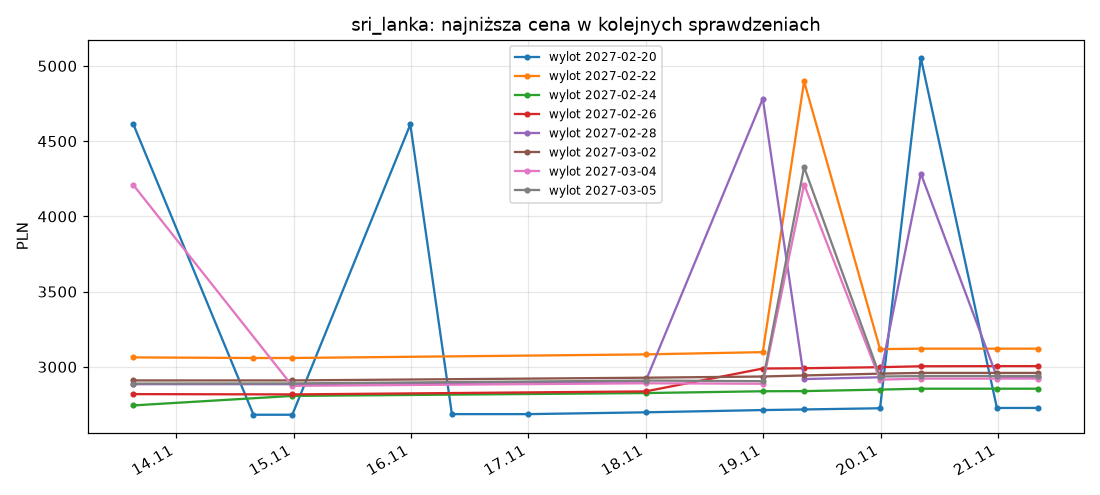 sri_lanka: najniższa cena w kolejnych sprawdzeniach
PLN
5000
4500
4000
3500
3000
wylot 2027-02-20
wylot 2027-02-22
wylot 2027-02-24
wylot 2027-02-26
wylot 2027-02-28
wylot 2027-03-02
wylot 2027-03-04
wylot 2027-03-05
14.11
15.11
16.11
17.11
18.11
19.11
20.11
21.11